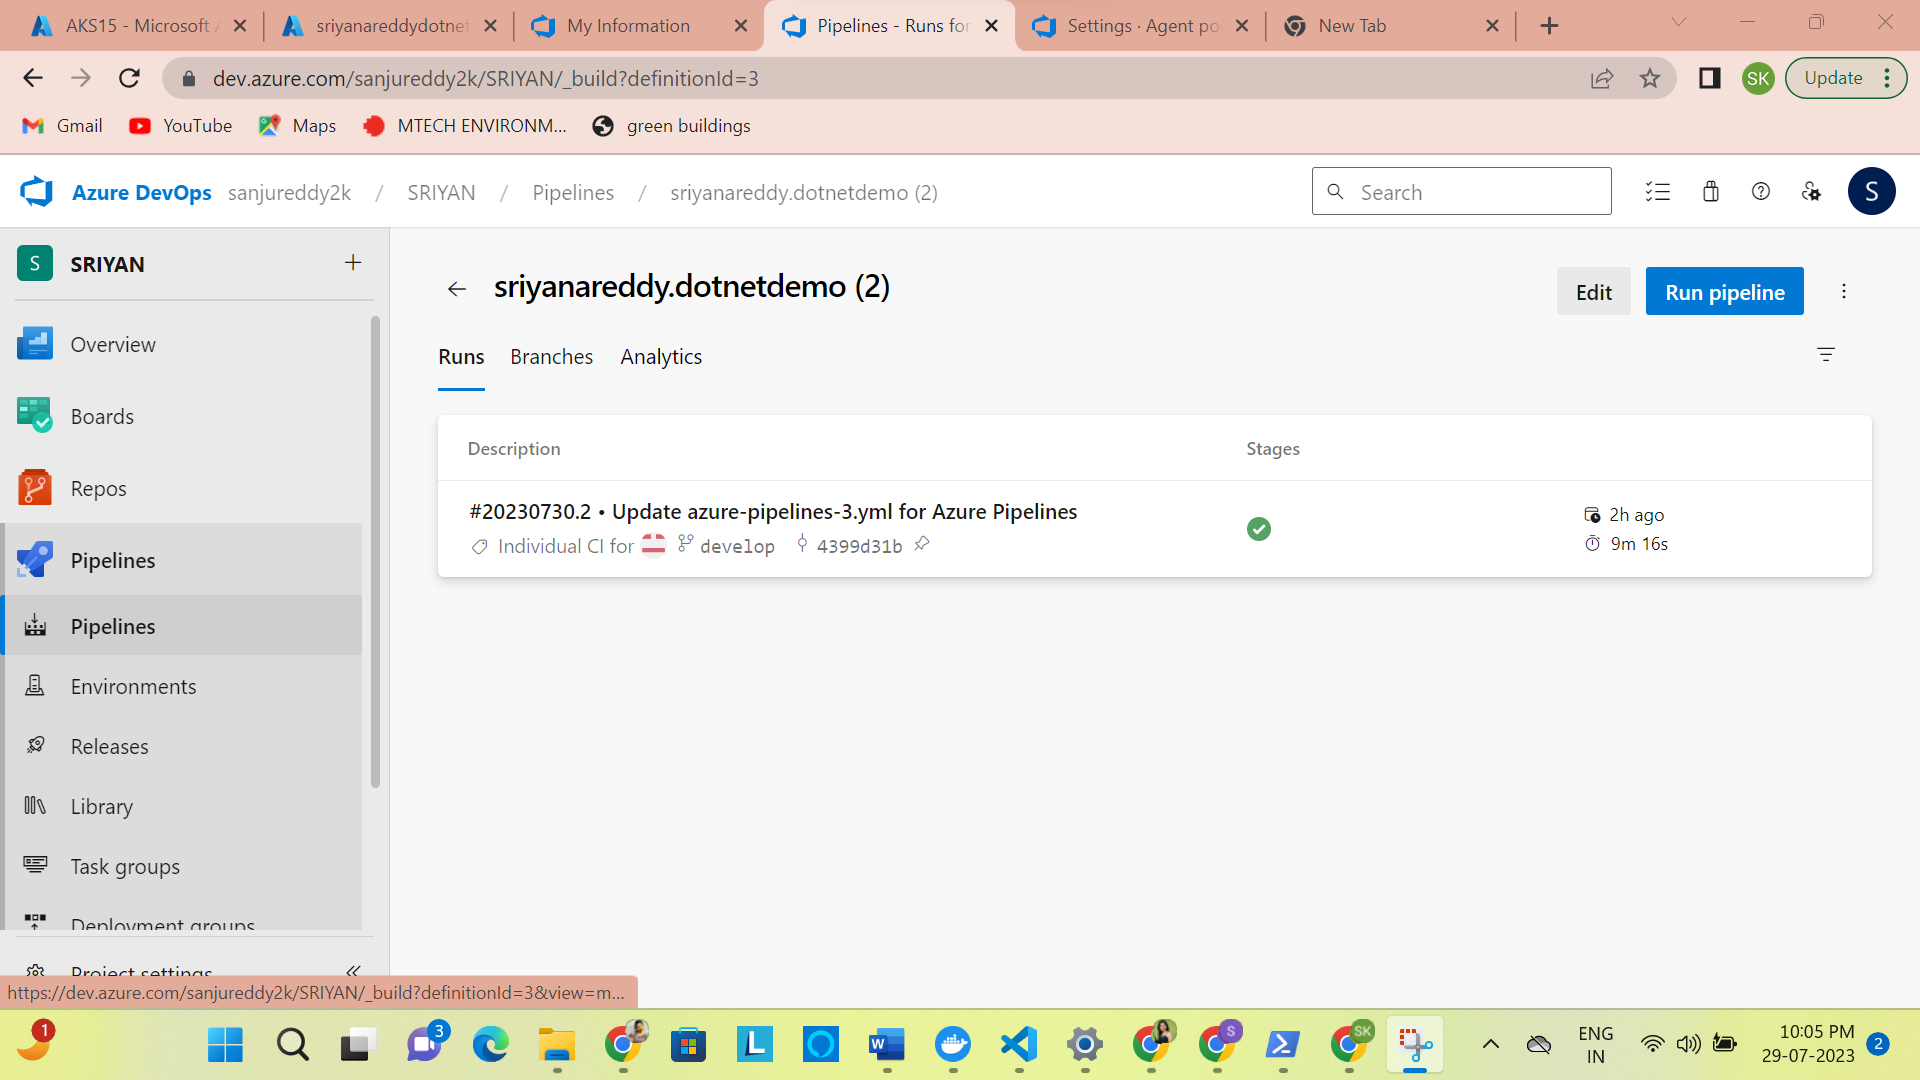 AKS15 - Microsoft A
sriyanareddydotnet
My Information
Pipelines - Runs for
Settings · Agent po
New Tab
dev.azure.com/sanjureddy2k/SRIYAN/_build?definitionId=3
SK
Update
Gmail
YouTube
Maps
MTECH ENVIRONM...
green buildings
Azure DevOps
sanjureddy2k / SRIYAN / Pipelines / sriyanareddy.dotnetdemo (2)
Search
S
S
SRIYAN
sriyanareddy.dotnetdemo (2)
Edit
Run pipeline
Overview
Runs
Branches
Analytics
Boards
Description
Stages
Repos
#20230730.2 • Update azure-pipelines-3.yml for Azure Pipelines
2h ago
Individual CI for
develop
4399d31b
9m 16s
Pipelines
Pipelines
Environments
Releases
Library
Task groups
Deployment groups
Project settings
https://dev.azure.com/sanjureddy2k/SRIYAN/_build?definitionId=3&view=m...
1
3
L
W
S
SK
ENG
IN
10:05 PM
29-07-2023
2